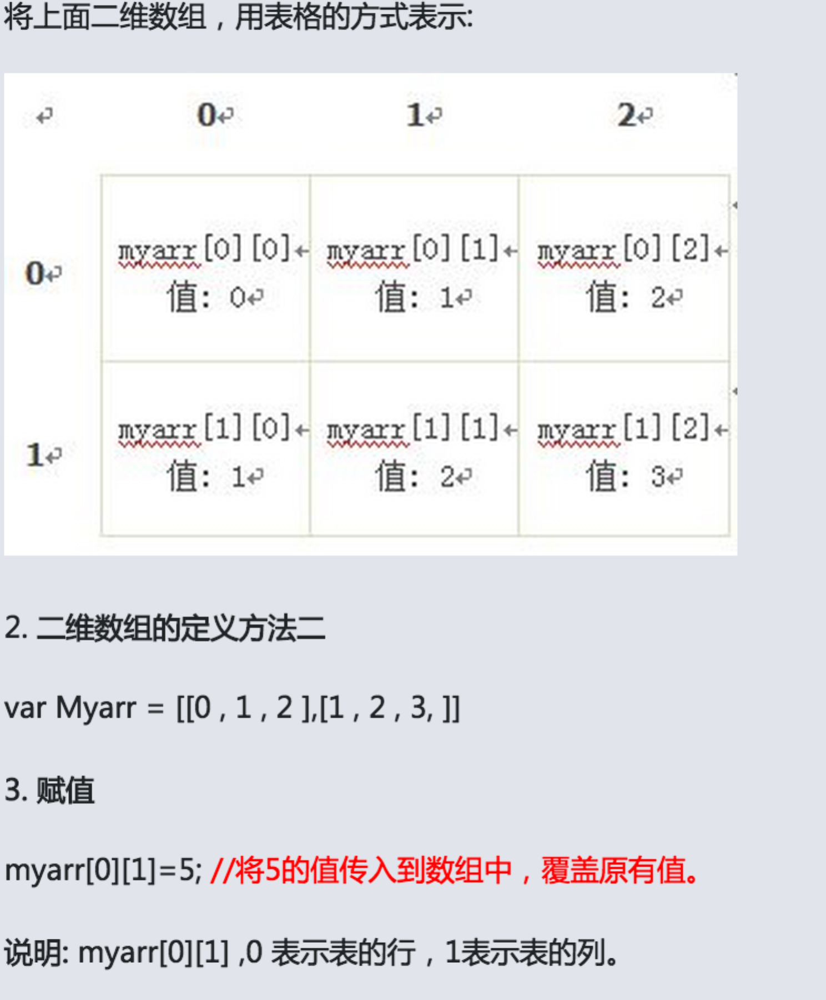 将上面二维数组，用表格的方式表示:
0 1 2
myarr[0][0] myarr[0][1] myarr[0][2]
0
值：0 值：1 值：2
myarr[1][0] myarr[1][1] myarr[1][2]
1
值：1 值：2 值：3
2. 二维数组的定义方法二
var Myarr = [[0 , 1 , 2 ],[1 , 2 , 3, ]]
3. 赋值
myarr[0][1]=5; //将5的值传入到数组中，覆盖原有值。
说明: myarr[0][1] ,0 表示表的行，1表示表的列。